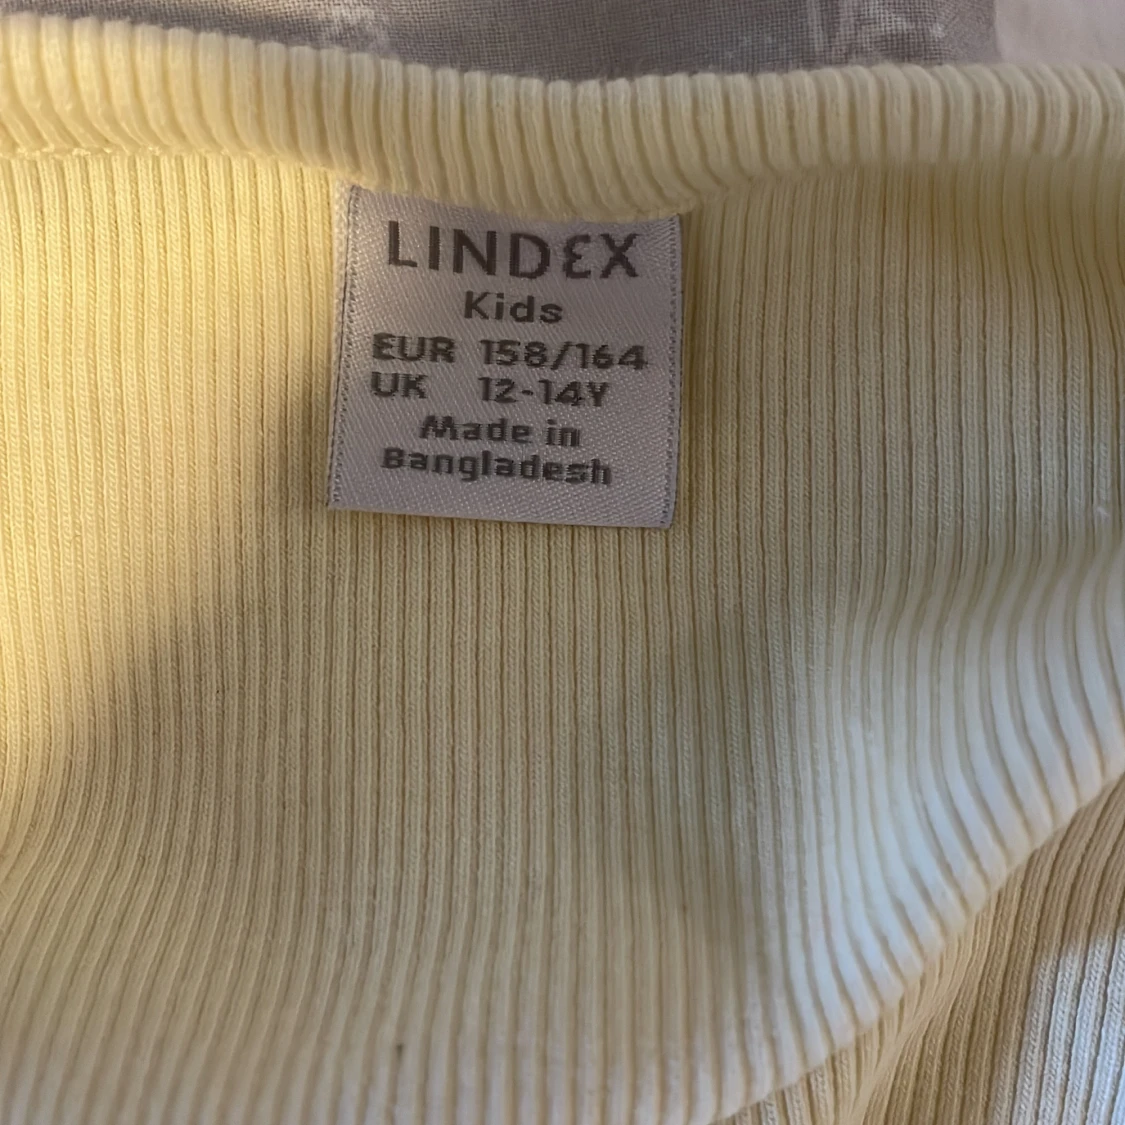 LINDEX
Kids
EUR 158/164
UK 12-14Y
Made in
Bangladesh